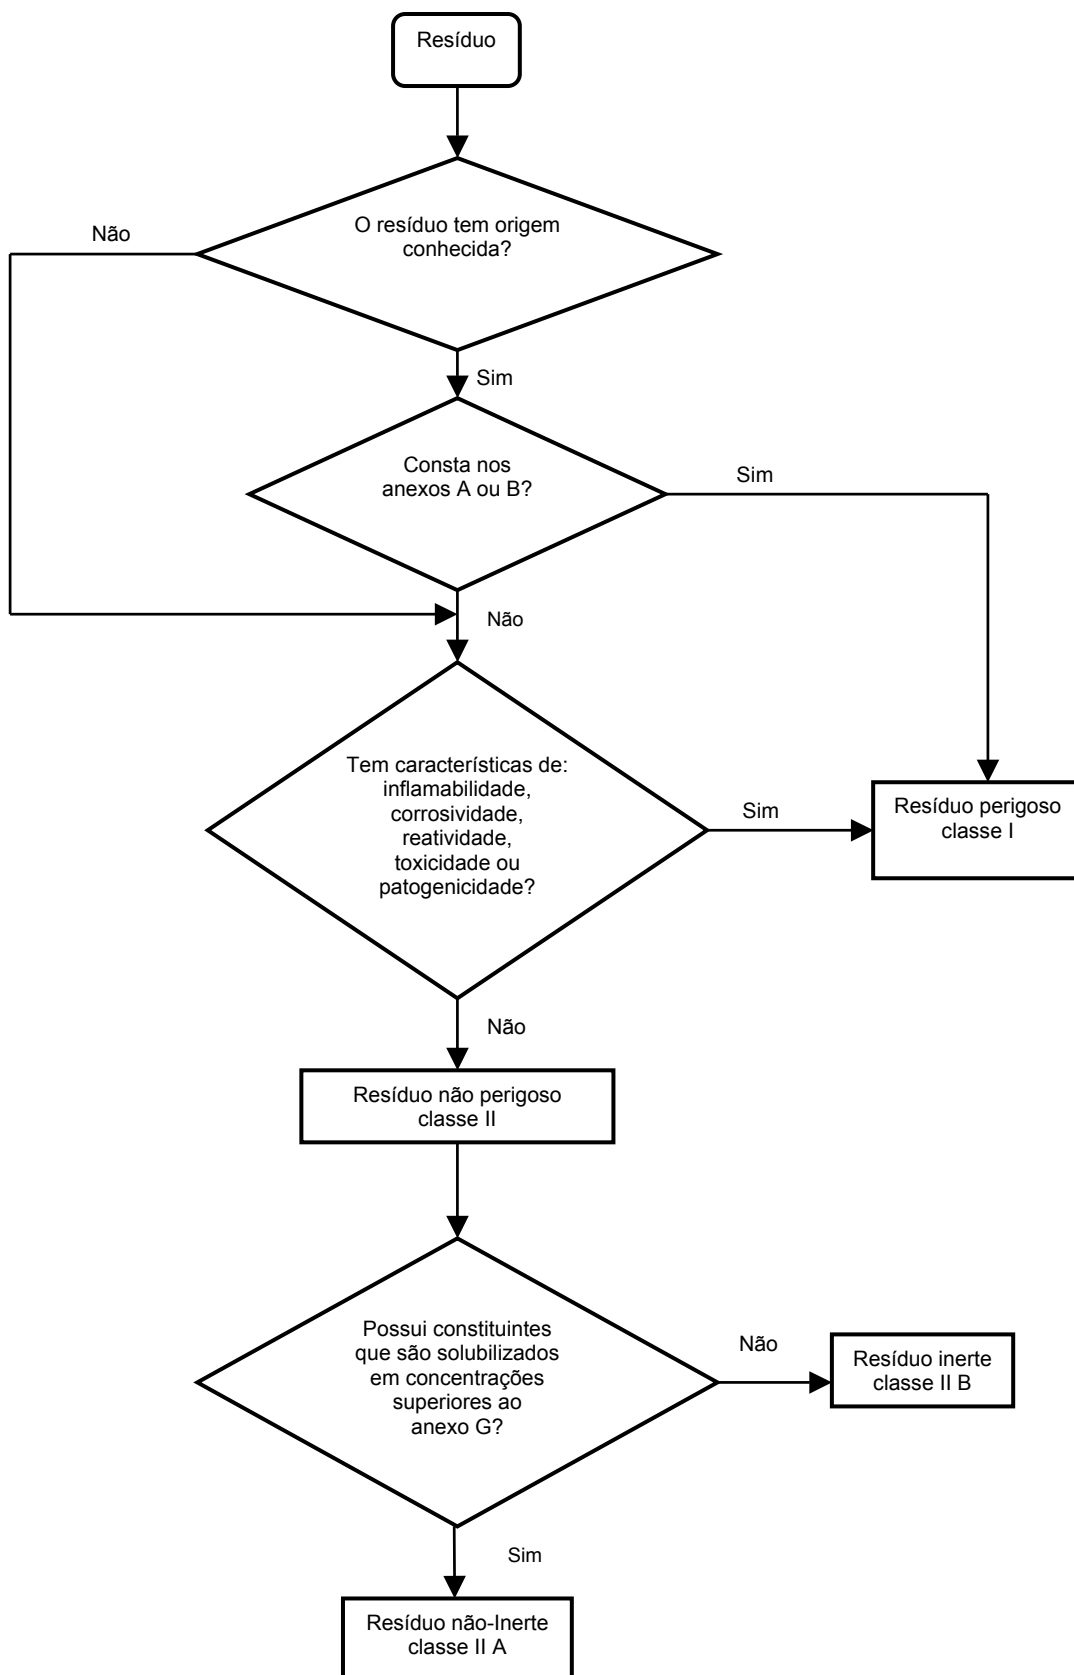 Resíduo
O resíduo tem origem
conhecida?
Não
Sim
Consta nos
anexos A ou B?
Sim
Não
Tem características de:
inflamabilidade,
corrosividade,
reatividade,
toxicidade ou
patogenicidade?
Sim
Resíduo perigoso
classe I
Não
Resíduo não perigoso
classe II
Possui constituintes
que são solubilizados
em concentrações
superiores ao
anexo G?
Não
Resíduo inerte
classe II B
Sim
Resíduo não-Inerte
classe II A